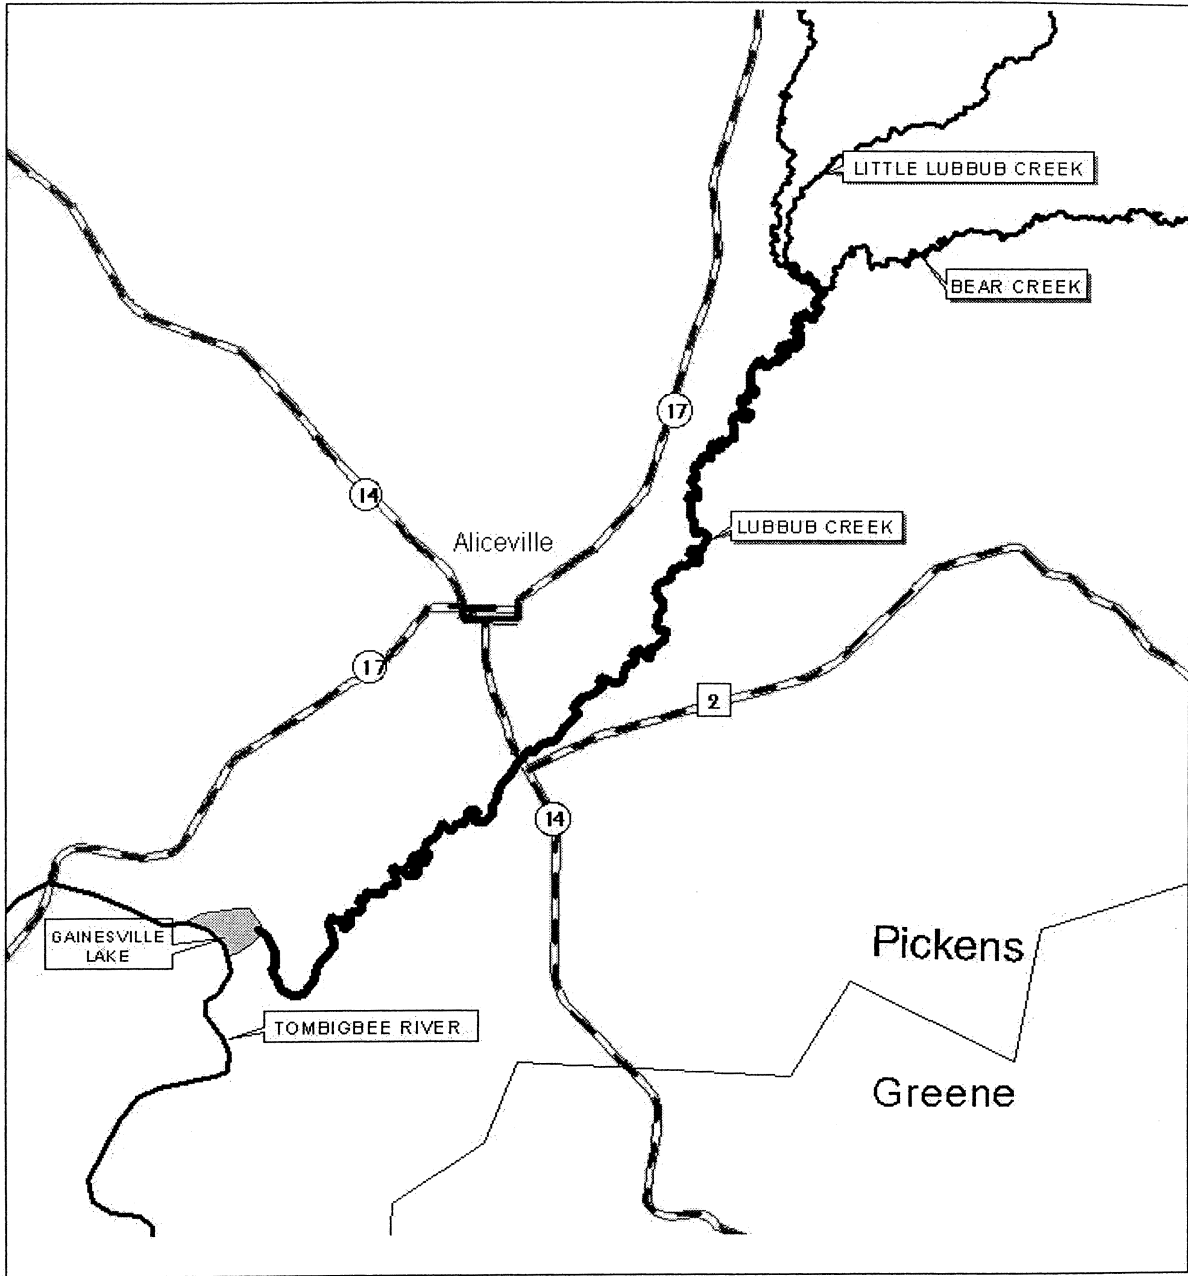 LITTLE LUBBUB CREEK
BEAR CREEK
17
14
LUBBUB CREEK
Aliceville
17
2
14
GAINESVILLE
LAKE
Pickens
TOMBIGBEE RIVER
Greene